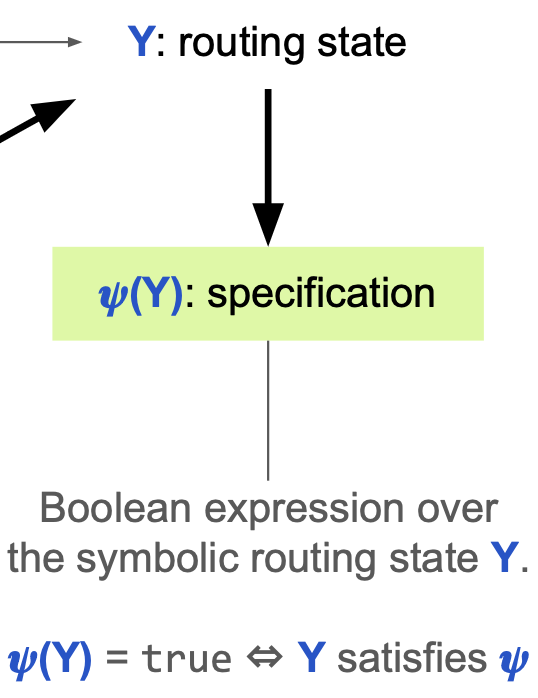 Y: routing state
ψ(Y): specification
Boolean expression over
the symbolic routing state Y.
ψ(Y) = true ⇔ Y satisfies ψ